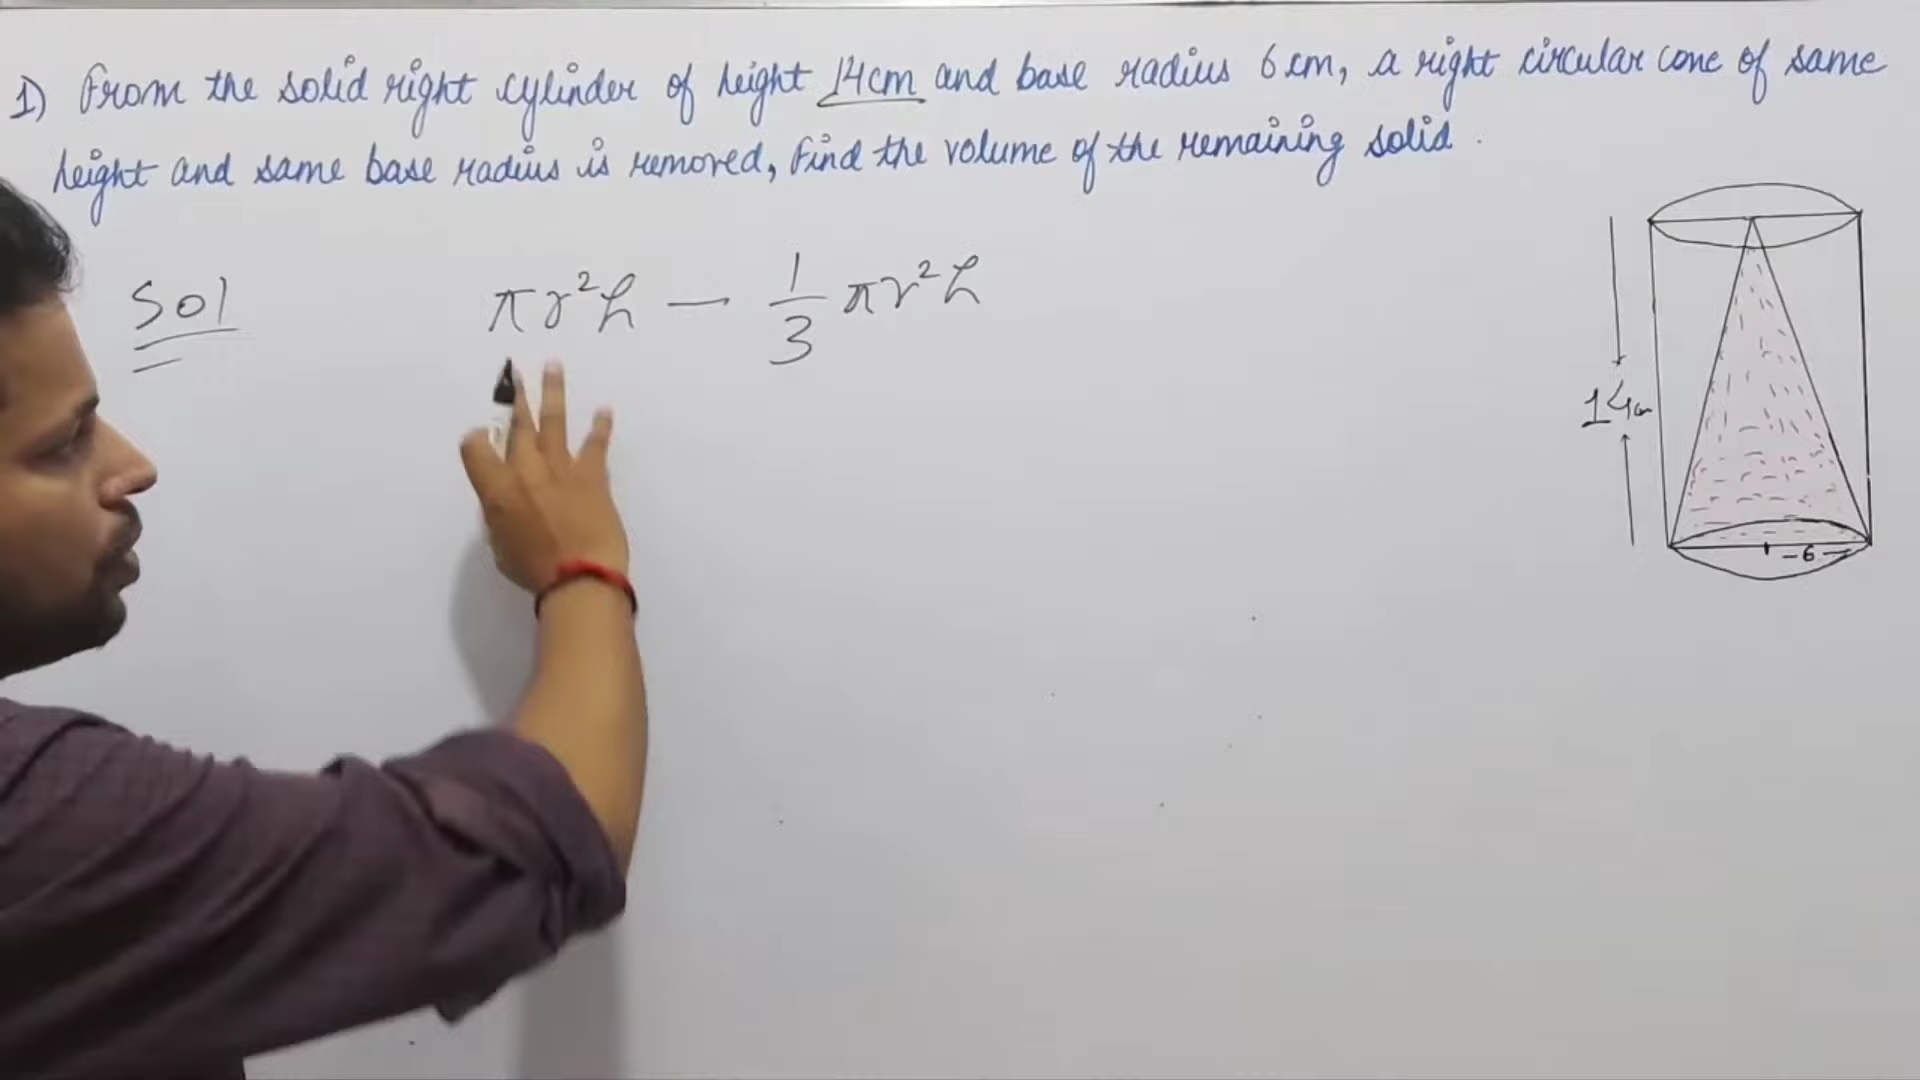 1) From the solid right cylinder of height 14cm and base radius 6 cm, a right circular cone of same
height and same base radius is removed, Find the volume of the remaining solid.
Sol πr²h - 1/3 πr²h
14cm
-6-